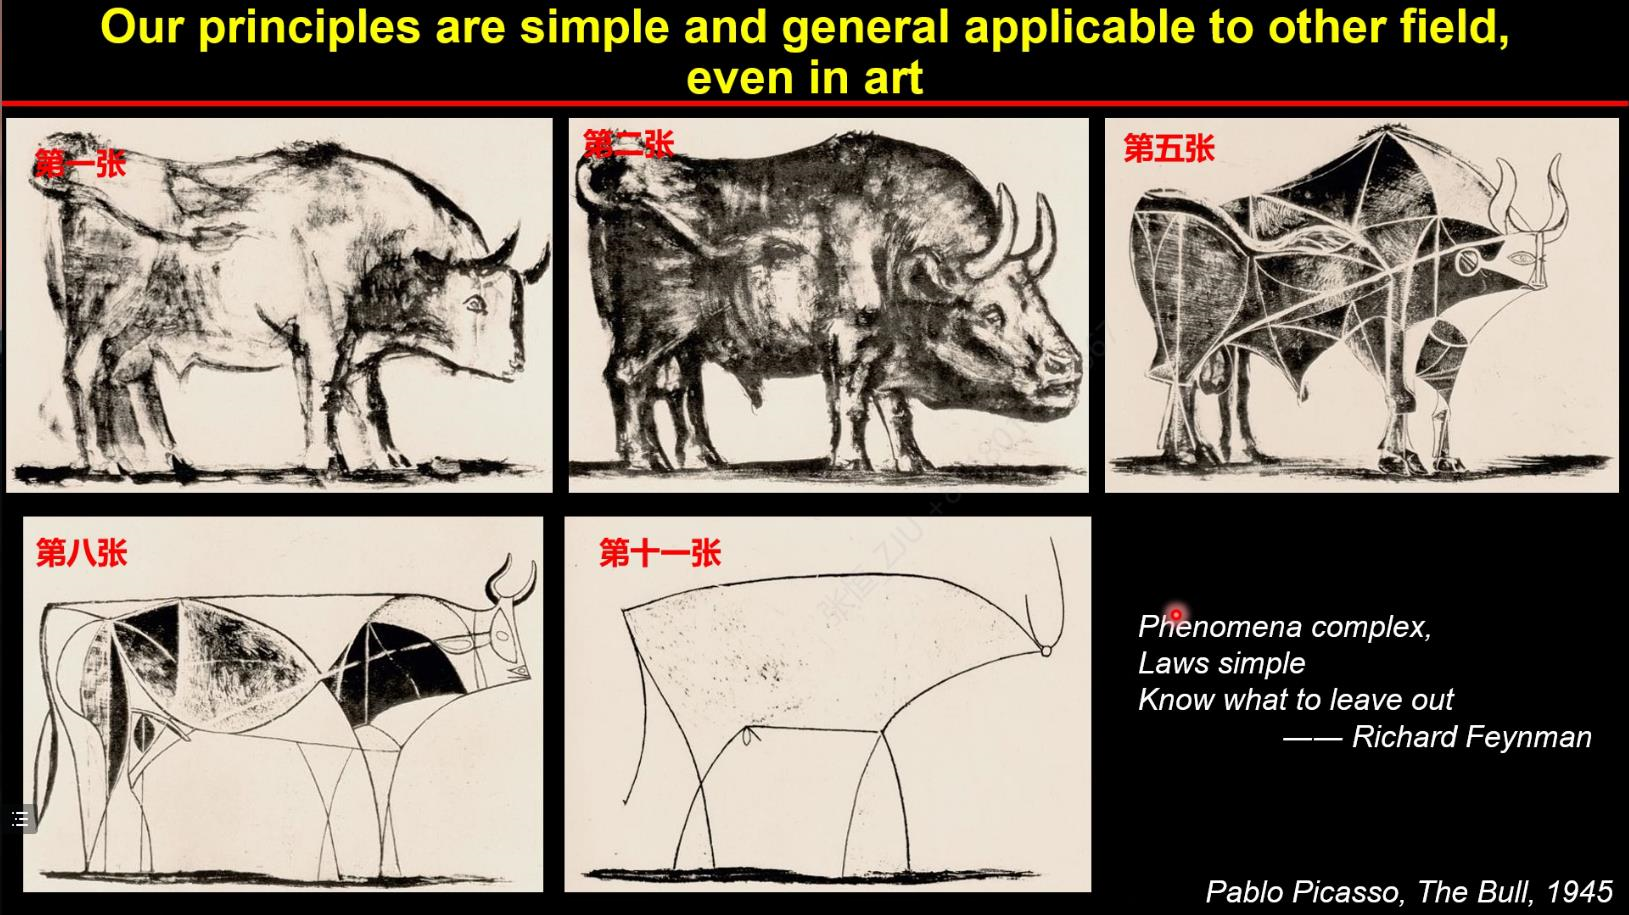 Our principles are simple and general applicable to other field,
even in art
第一张
第二张
第五张
第八张
第十一张
Phenomena complex,
Laws simple
Know what to leave out
—— Richard Feynman
Pablo Picasso, The Bull, 1945